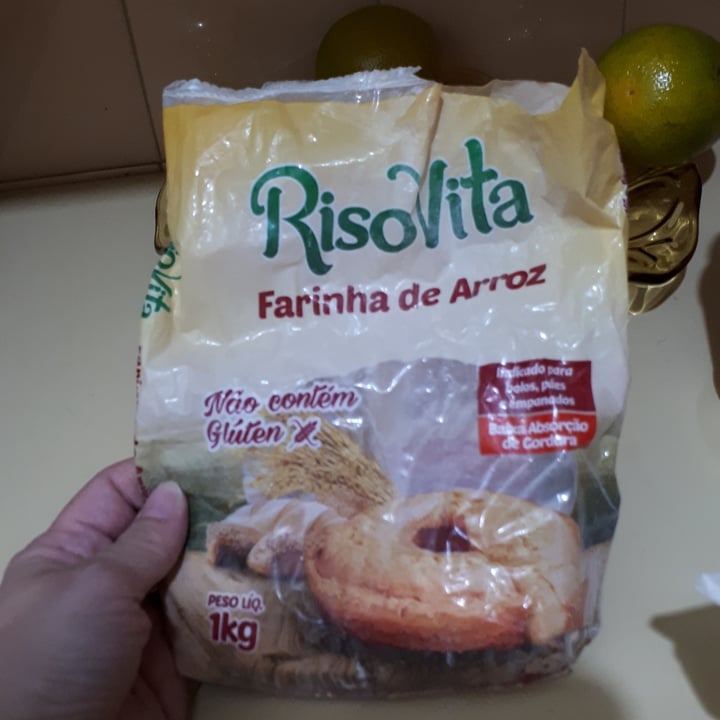 RisoVita
Farinha de Arroz
Não contém
Glúten
Indicado para
bolos, pães
e empanados
Baixa Absorção
de Gordura
PESO LÍQ.
1kg